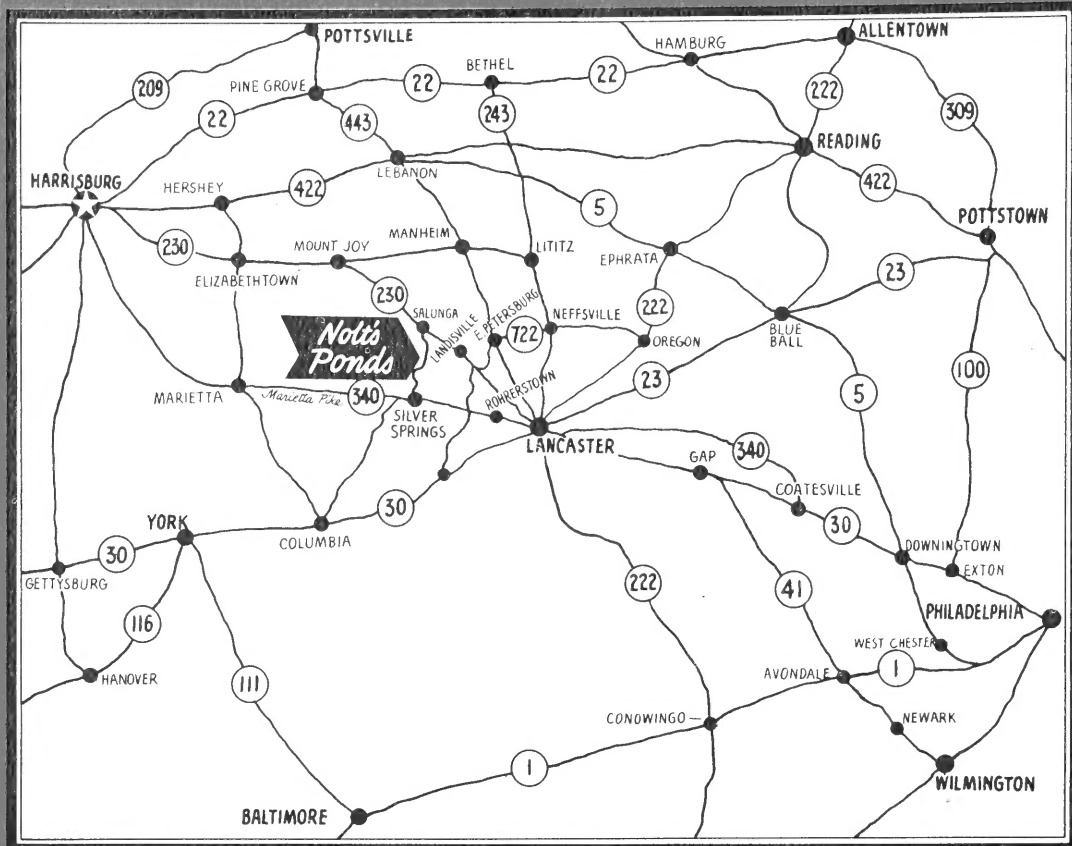 POTTSVILLE
ALLENTOWN
HAMBURG
BETHEL
209
PINE GROVE
22
22
222
22
443
243
309
READING
HARRISBURG
LEBANON
HERSHEY
422
422
5
POTTSTOWN
230
MOUNT JOY
MANHEIM
LITITZ
EPHRATA
23
ELIZABETHTOWN
230
SALUNGA
LANDISVILLE
E. PETERSBURG
722
NEFFSVILLE
222
OREGON
BLUE
BALL
Nolt's
Ponds
100
MARIETTA
Marietta Pike
340
SILVER
SPRINGS
ROHRERSTOWN
23
5
LANCASTER
340
GAP
COATESVILLE
30
30
YORK
COLUMBIA
30
DOWNINGTOWN
EXTON
GETTYSBURG
222
41
116
PHILADELPHIA
WEST CHESTER
HANOVER
111
AVONDALE
1
CONOWINGO
NEWARK
1
WILMINGTON
BALTIMORE